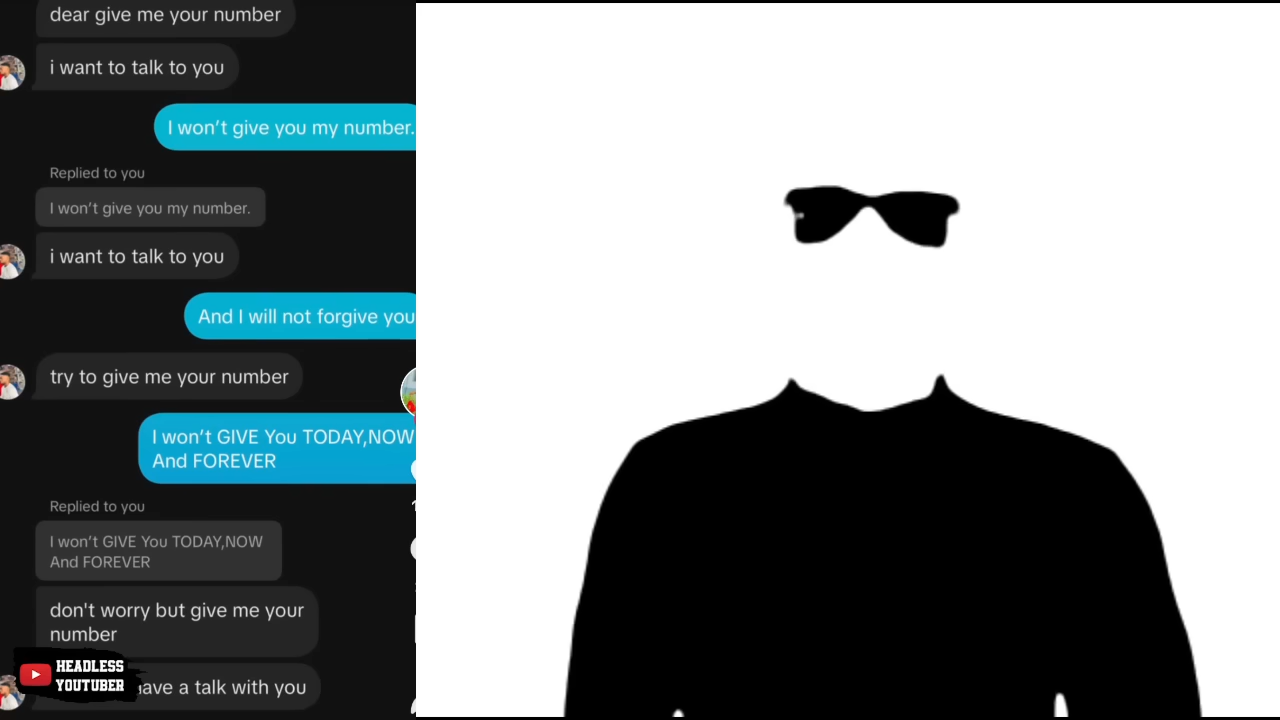 dear give me your number
i want to talk to you
I won't give you my number.
Replied to you
I won't give you my number.
i want to talk to you
And I will not forgive you
try to give me your number
I won't GIVE You TODAY,NOW
And FOREVER
Replied to you
I won't GIVE You TODAY,NOW
And FOREVER
don't worry but give me your
number
have a talk with you
HEADLESS
YOUTUBER